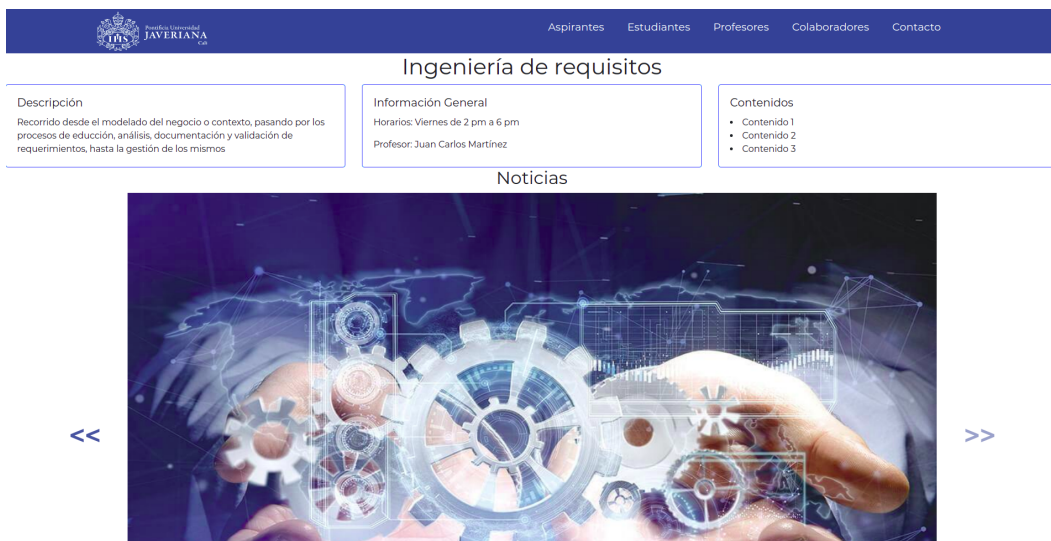 Pontificia Universidad
JAVERIANA
Cali
Aspirantes Estudiantes Profesores Colaboradores Contacto
Ingeniería de requisitos
Descripción
Recorrido desde el modelado del negocio o contexto, pasando por los
procesos de educción, análisis, documentación y validación de
requerimientos, hasta la gestión de los mismos
Información General
Horarios: Viernes de 2 pm a 6 pm
Profesor: Juan Carlos Martínez
Contenidos
• Contenido 1
• Contenido 2
• Contenido 3
Noticias
IHS
<<
>>